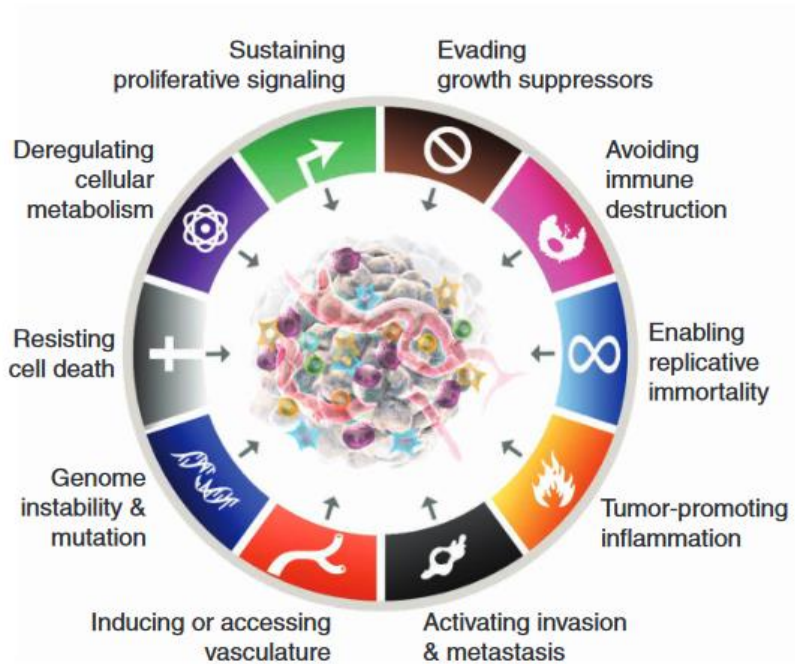 Sustaining
proliferative signaling
Evading
growth suppressors
Avoiding
immune
destruction
Enabling
replicative
immortality
Tumor-promoting
inflammation
Activating invasion
& metastasis
Inducing or accessing
vasculature
Genome
instability &
mutation
Resisting
cell death
Deregulating
cellular
metabolism